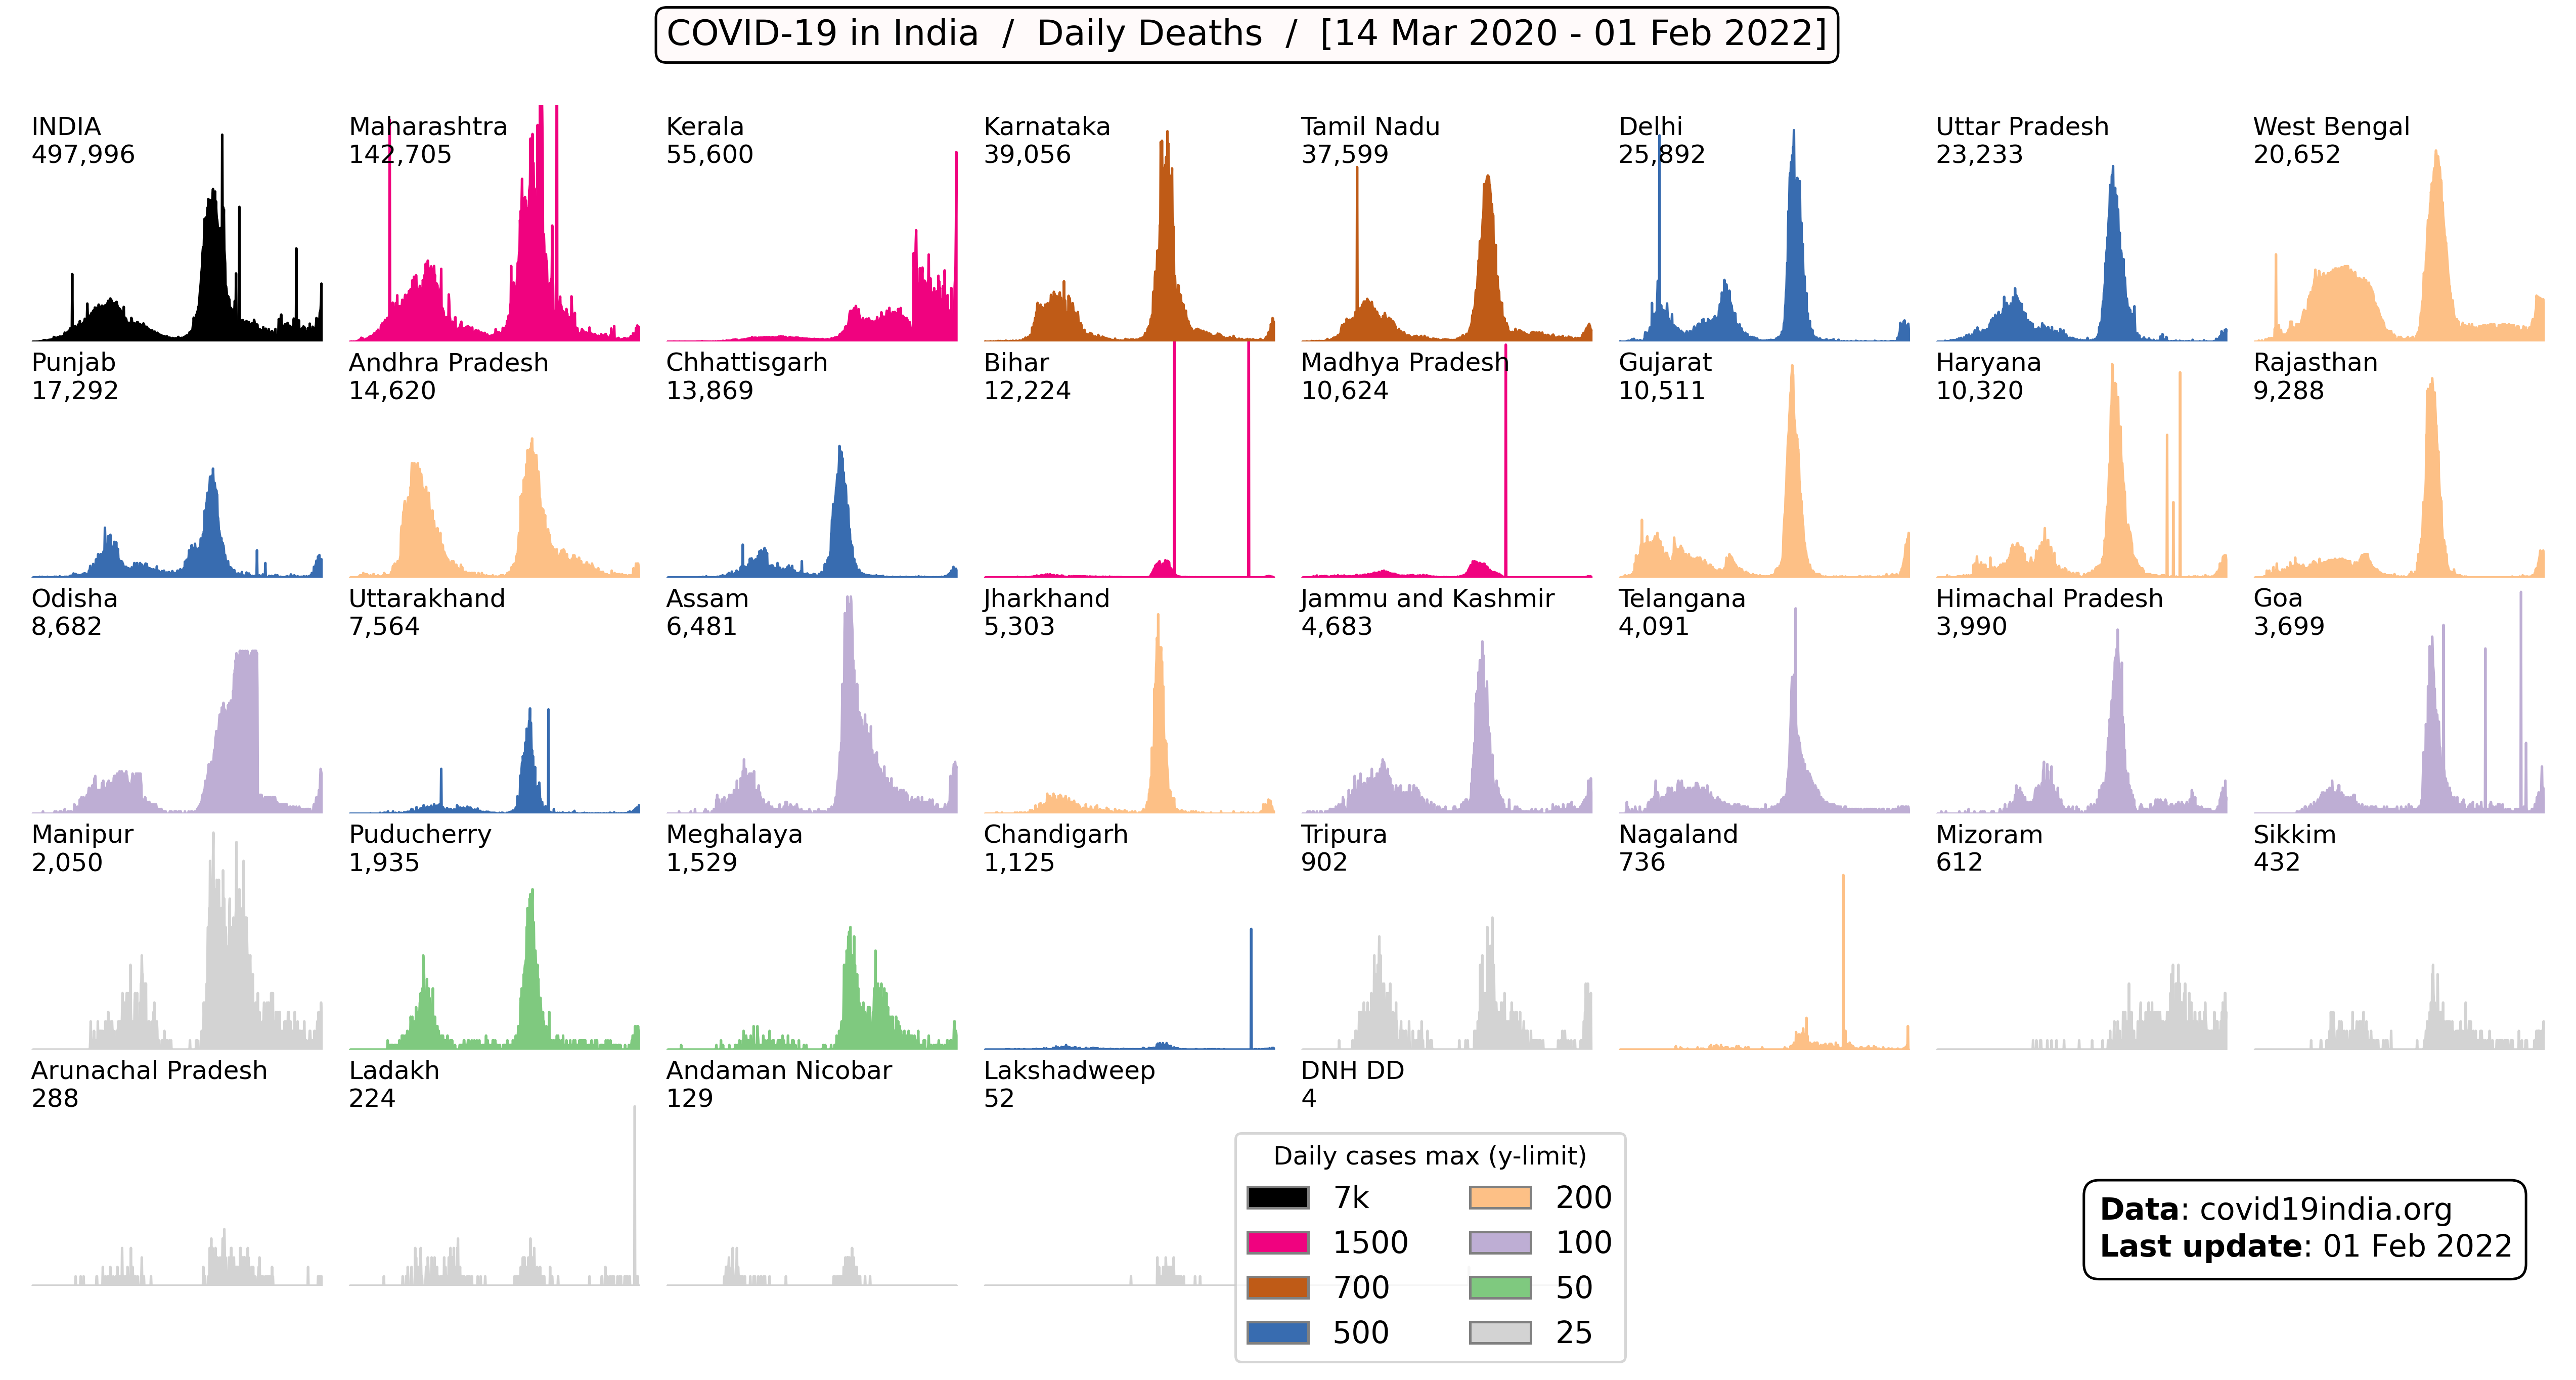 COVID-19 in India / Daily Deaths / [14 Mar 2020 - 01 Feb 2022]
INDIA
497,996
Maharashtra
142,705
Kerala
55,600
Karnataka
39,056
Tamil Nadu
37,599
Delhi
25,892
Uttar Pradesh
23,233
West Bengal
20,652
Punjab
17,292
Andhra Pradesh
14,620
Chhattisgarh
13,869
Bihar
12,224
Madhya Pradesh
10,624
Gujarat
10,511
Haryana
10,320
Rajasthan
9,288
Odisha
8,682
Uttarakhand
7,564
Assam
6,481
Jharkhand
5,303
Jammu and Kashmir
4,683
Telangana
4,091
Himachal Pradesh
3,990
Goa
3,699
Manipur
2,050
Puducherry
1,935
Meghalaya
1,529
Chandigarh
1,125
Tripura
902
Nagaland
736
Mizoram
612
Sikkim
432
Arunachal Pradesh
288
Ladakh
224
Andaman Nicobar
129
Lakshadweep
52
DNH DD
4
Daily cases max (y-limit)
7k
1500
700
500
200
100
50
25
Data: covid19india.org
Last update: 01 Feb 2022